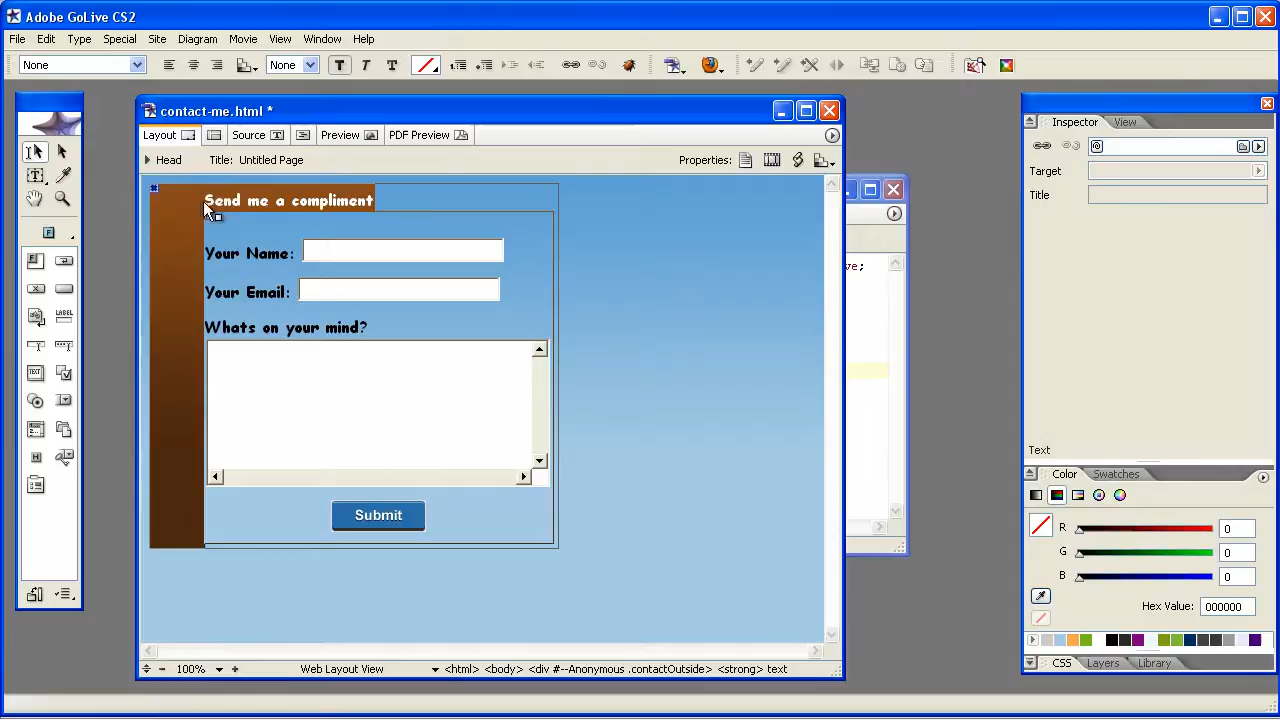 Adobe GoLive CS2
File Edit Type Special Site Diagram Movie View Window Help
None None T T T
contact-me.html *
Layout Source Preview PDF Preview
Head Title: Untitled Page Properties:
Send me a compliment
Your Name:
Your Email:
Whats on your mind?
Submit
100% Web Layout View <html> <body> <div #--Anonymous .contactOutside> <strong> text
ve;
LABEL
TEXT
Inspector View
Target
Title
Text
Color Swatches
R 0
G 0
B 0
Hex Value: 000000
CSS Layers Library